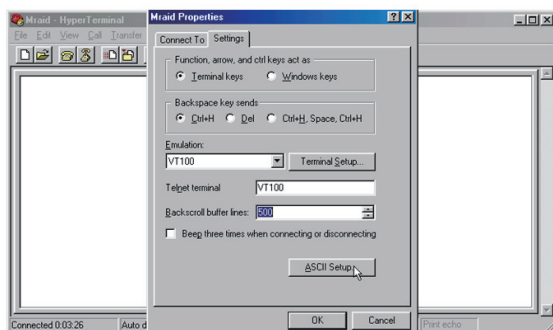 Mraid - HyperTerminal
File Edit View Call Transfer
Mraid Properties
Connect To Settings
Function, arrow, and ctrl keys act as
Terminal keys Windows keys
Backspace key sends
Ctrl+H Del Ctrl+H, Space, Ctrl+H
Emulation:
VT100 Terminal Setup...
Telnet terminal VT100
Backscroll buffer lines: 500
Beep three times when connecting or disconnecting
ASCII Setup...
OK Cancel
Connected 0:03:26 Auto d Print echo